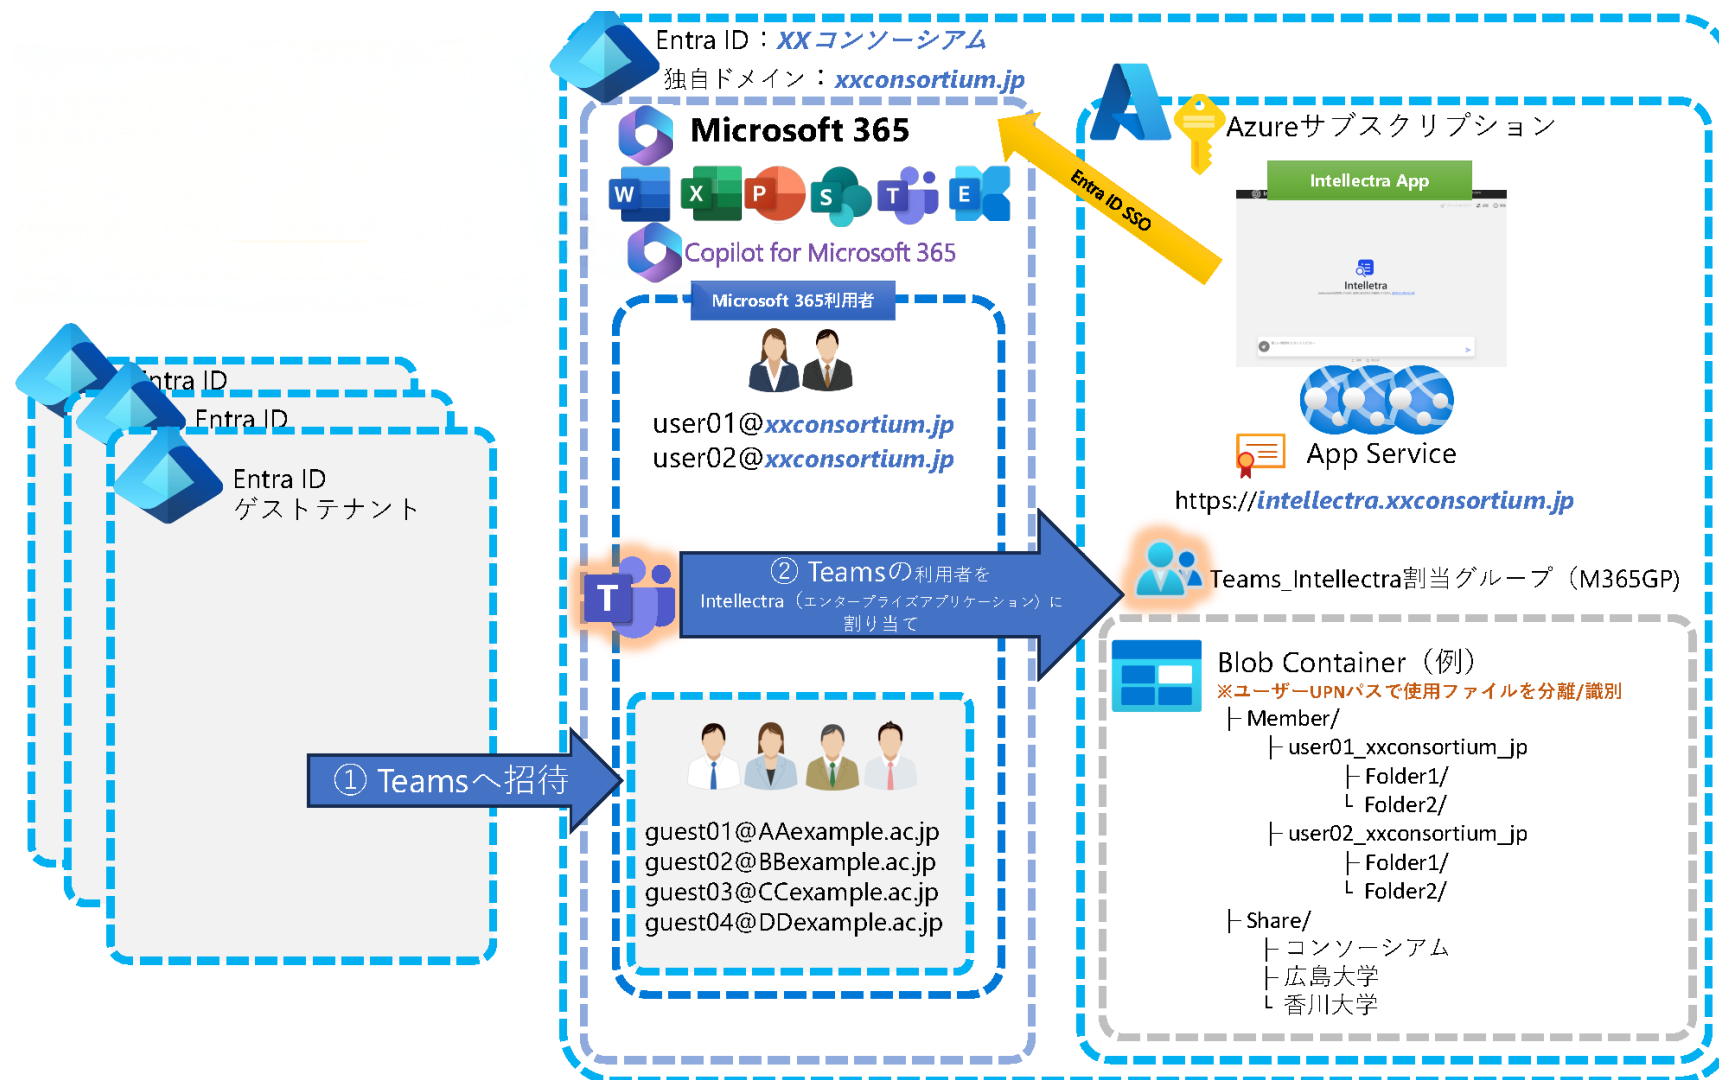 Entra ID：XXコンソーシアム
独自ドメイン：xxconsortium.jp
Microsoft 365
W
X
P
S
T
E
Copilot for Microsoft 365
Microsoft 365利用者
user01@xxconsortium.jp
user02@xxconsortium.jp
Entra ID SSO
Azureサブスクリプション
Intellectra App
Intelletra
App Service
https://intellectra.xxconsortium.jp
ntra ID
Entra ID
Entra ID
ゲストテナント
① Teamsへ招待
T
② Teamsの利用者を
Intellectra（エンタープライズアプリケーション）に
割り当て
guest01@AAexample.ac.jp
guest02@BBexample.ac.jp
guest03@CCexample.ac.jp
guest04@DDexample.ac.jp
Teams_Intellectra割当グループ（M365GP)
Blob Container（例）
※ユーザーUPNパスで使用ファイルを分離/識別
├ Member/
├ user01_xxconsortium_jp
├ Folder1/
└ Folder2/
├ user02_xxconsortium_jp
├ Folder1/
└ Folder2/
├ Share/
├ コンソーシアム
├ 広島大学
└ 香川大学